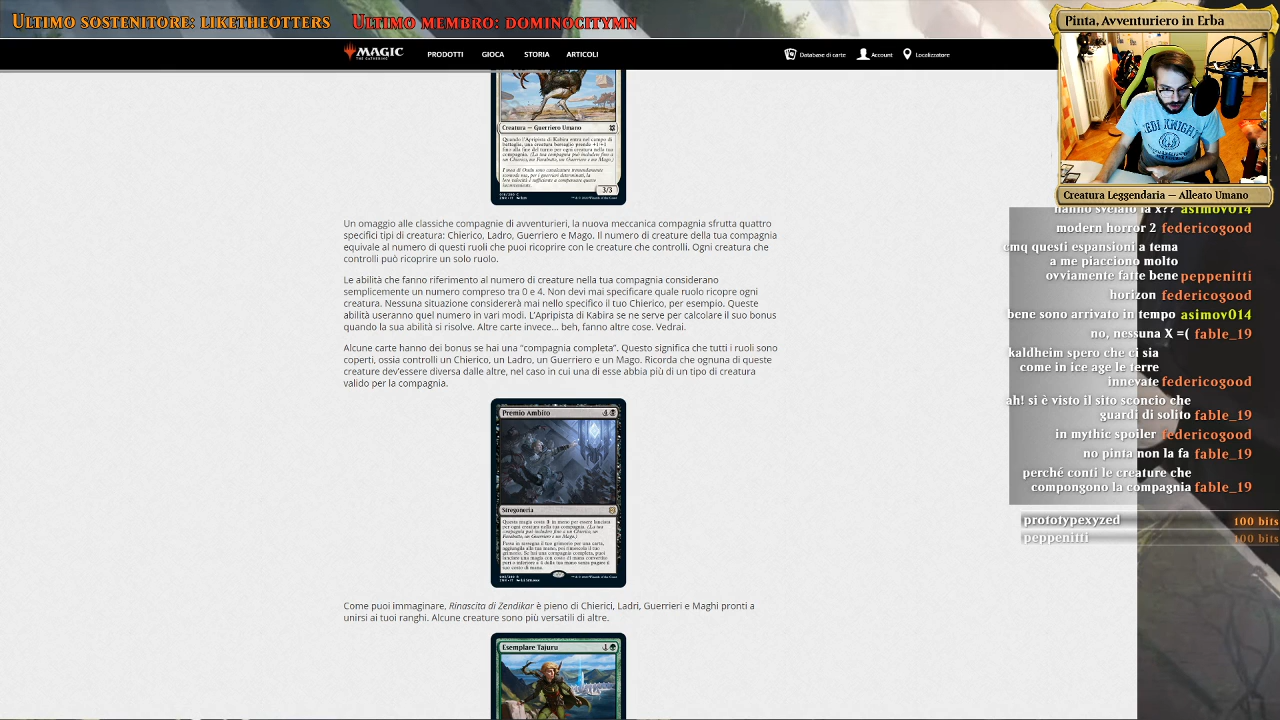 ULTIMO SOSTENITORE: LIKETHEOTTERS
ULTIMO MEMBRO: DOMINOCITYMN
MAGIC
THE GATHERING
PRODOTTI
GIOCA
STORIA
ARTICOLI
Database di carte
Account
Localizzatore
Pinta, Avventuriero in Erba
JEDI KNIGHT
Creatura Leggendaria — Alleato Umano
Creatura — Guerriero Umano
3/3
Un omaggio alle classiche compagnie di avventurieri, la nuova meccanica compagnia sfrutta quattro
specifici tipi di creatura: Chierico, Ladro, Guerriero e Mago. Il numero di creature della tua compagnia
equivale al numero di questi ruoli che puoi ricoprire con le creature che controlli. Ogni creatura che
controlli può ricoprire un solo ruolo.
Le abilità che fanno riferimento al numero di creature nella tua compagnia considerano
semplicemente un numero compreso tra 0 e 4. Non devi mai specificare quale ruolo ricopre ogni
creatura. Nessuna situazione considererà mai nello specifico il tuo Chierico, per esempio. Queste
abilità useranno quel numero in vari modi. L'Apripista di Kabira se ne serve per calcolare il suo bonus
quando la sua abilità si risolve. Altre carte invece... beh, fanno altre cose. Vedrai.
Alcune carte hanno dei bonus se hai una “compagnia completa”. Questo significa che tutti i ruoli sono
coperti, ossia controlli un Chierico, un Ladro, un Guerriero e un Mago. Ricorda che ognuna di queste
creature dev'essere diversa dalle altre, nel caso in cui una di esse abbia più di un tipo di creatura
valido per la compagnia.
Premio Ambito
4
Stregoneria
Come puoi immaginare, Rinascita di Zendikar è pieno di Chierici, Ladri, Guerrieri e Maghi pronti a
unirsi ai tuoi ranghi. Alcune creature sono più versatili di altre.
Esemplare Tajuru
1
hanno svelato la x?? asimov014
modern horror 2 federicogood
cmq questi espansioni a tema
a me piacciono molto
ovviamente fatte bene peppenitti
horizon federicogood
bene sono arrivato in tempo asimov014
no, nessuna X =( fable_19
kaldheim spero che ci sia
come in ice age le terre
innevate federicogood
ah! si è visto il sito sconcio che
guardi di solito fable_19
in mythic spoiler federicogood
no pinta non la fa fable_19
perché conti le creature che
compongono la compagnia fable_19
prototypexyzed 100 bits
peppenitti 100 bits